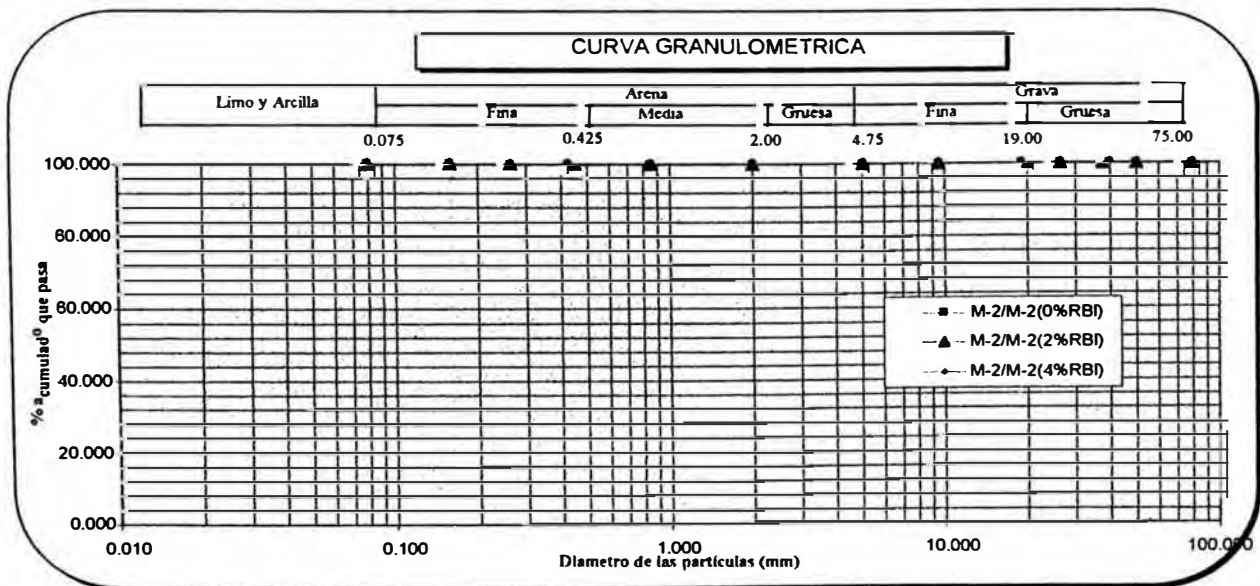 CURVA GRANULOMETRICA
Limo y Arcilla
Arena
Grava
Fina
Media
Gruesa
Fina
Gruesa
0.075
0.425
2.00
4.75
19.00
75.00
100.000
80.000
60.000
40.000
20.000
0.000
% acumulado que pasa
M-2/M-2(0%RBI)
M-2/M-2(2%RBI)
M-2/M-2(4%RBI)
0.010
0.100
1.000
10.000
100.000
Diametro de las partículas (mm)